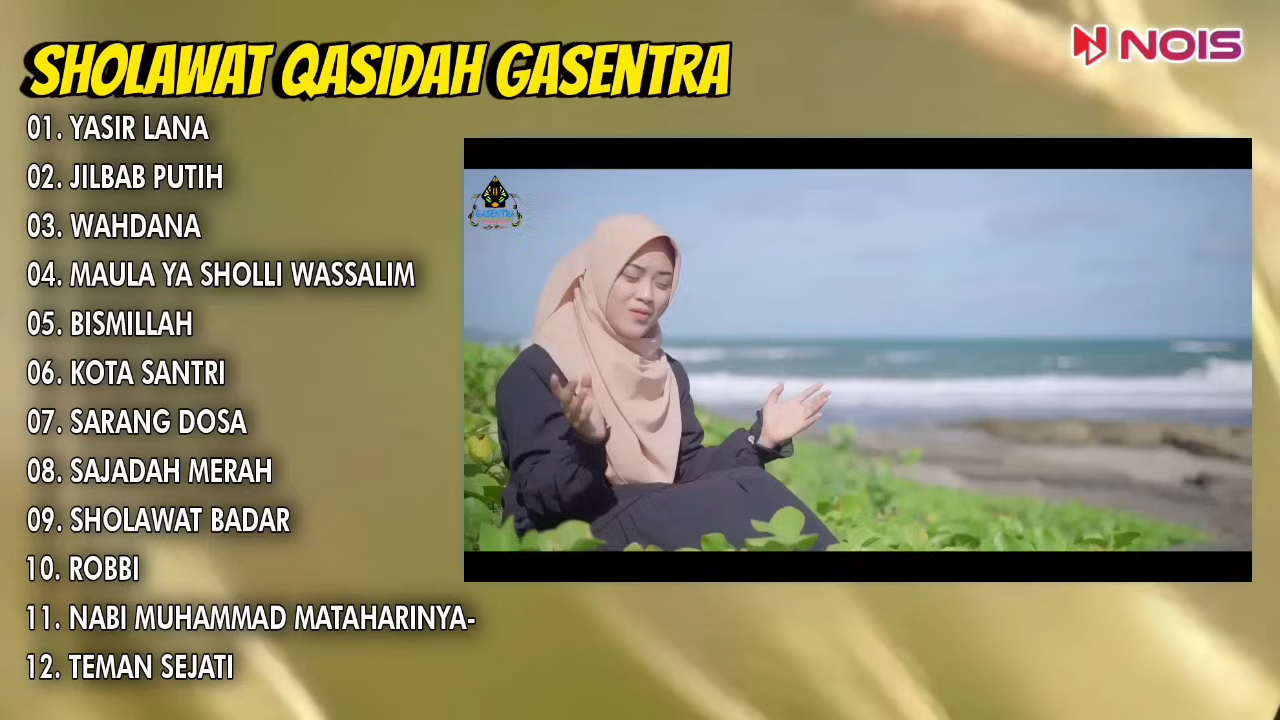 SHOLAWAT QASIDAH GASENTRA
NOIS
01. YASIR LANA
02. JILBAB PUTIH
03. WAHDANA
04. MAULA YA SHOLLI WASSALIM
05. BISMILLAH
06. KOTA SANTRI
07. SARANG DOSA
08. SAJADAH MERAH
09. SHOLAWAT BADAR
10. ROBBI
11. NABI MUHAMMAD MATAHARINYA-
12. TEMAN SEJATI
GASENTRA